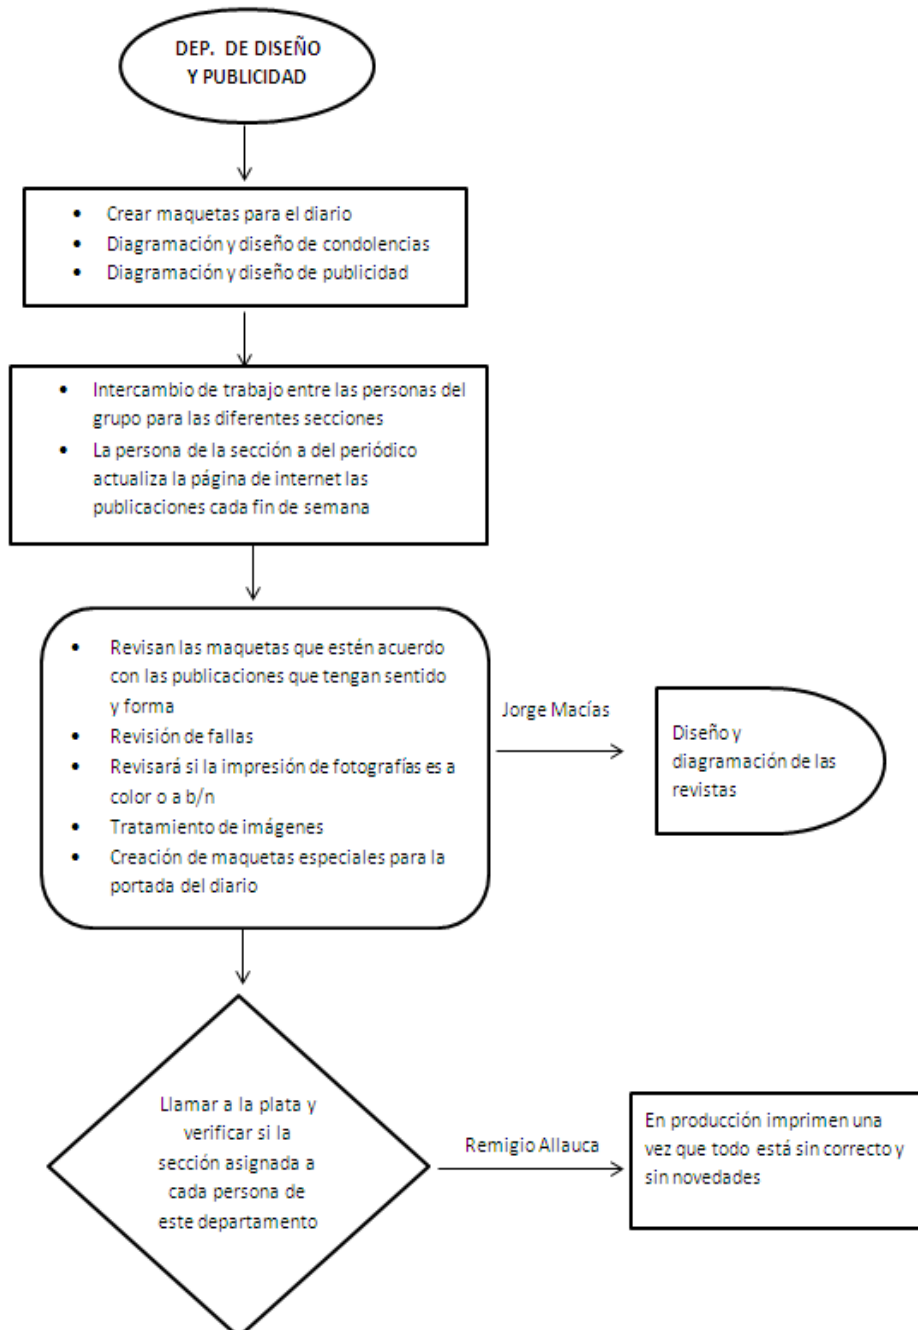 DEP. DE DISEÑO
Y PUBLICIDAD
• Crear maquetas para el diario
• Diagramación y diseño de condolencias
• Diagramación y diseño de publicidad
• Intercambio de trabajo entre las personas del
grupo para las diferentes secciones
• La persona de la sección a del periódico
actualiza la página de internet las
publicaciones cada fin de semana
• Revisan las maquetas que estén acuerdo
con las publicaciones que tengan sentido
y forma
• Revisión de fallas
• Revisará si la impresión de fotografías es a
color o a b/n
• Tratamiento de imágenes
• Creación de maquetas especiales para la
portada del diario
Jorge Macías
Diseño y
diagramación de las
revistas
Llamar a la plata y
verificar si la
sección asignada a
cada persona de
este departamento
Remigio Allauca
En producción imprimen una
vez que todo está sin correcto y
sin novedades